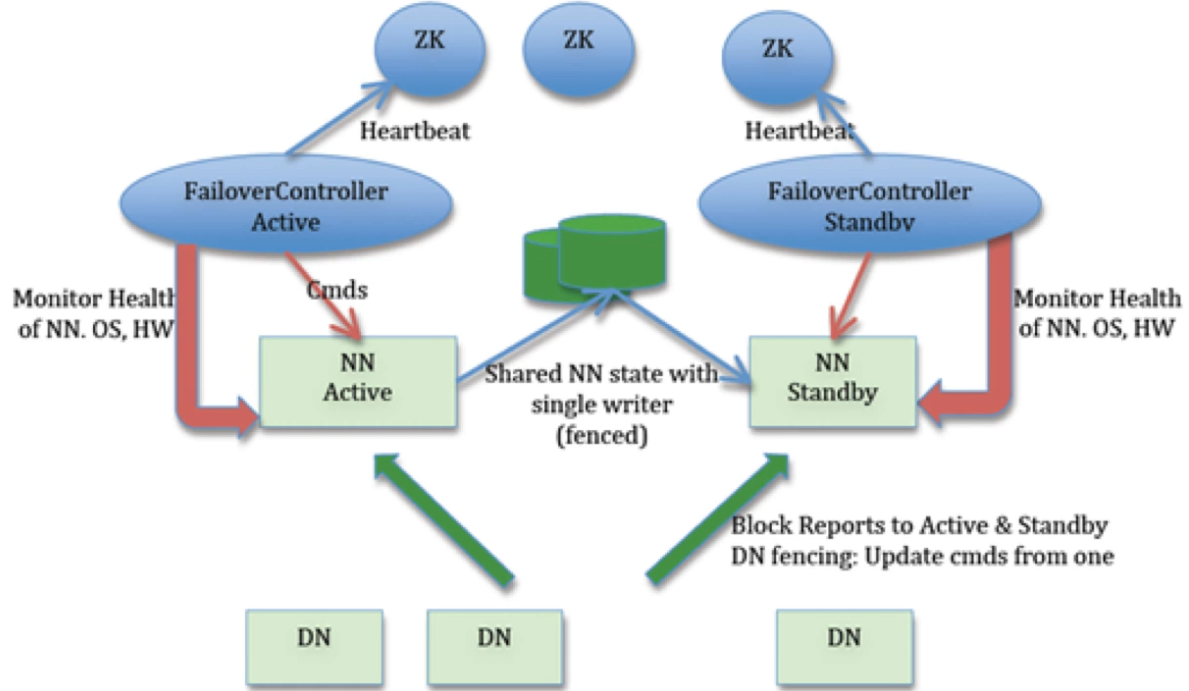 ZK
ZK
ZK
Heartbeat
Heartbeat
FailoverController
Active
FailoverController
Standby
Cmds
Monitor Health
of NN. OS, HW
Monitor Health
of NN. OS, HW
NN
Active
NN
Standby
Shared NN state with
single writer
(fenced)
Block Reports to Active & Standby
DN fencing: Update cmds from one
DN
DN
DN